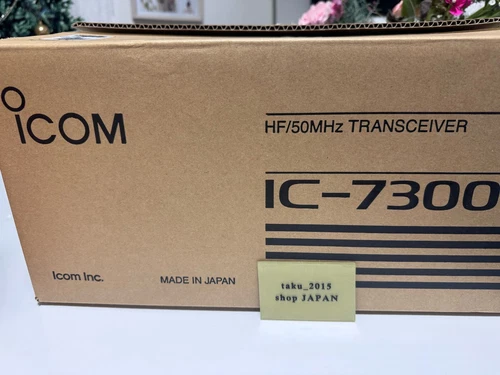 ICOM
HF/50MHz TRANSCEIVER
IC-7300
Icom Inc.
MADE IN JAPAN
taku_2015
shop JAPAN